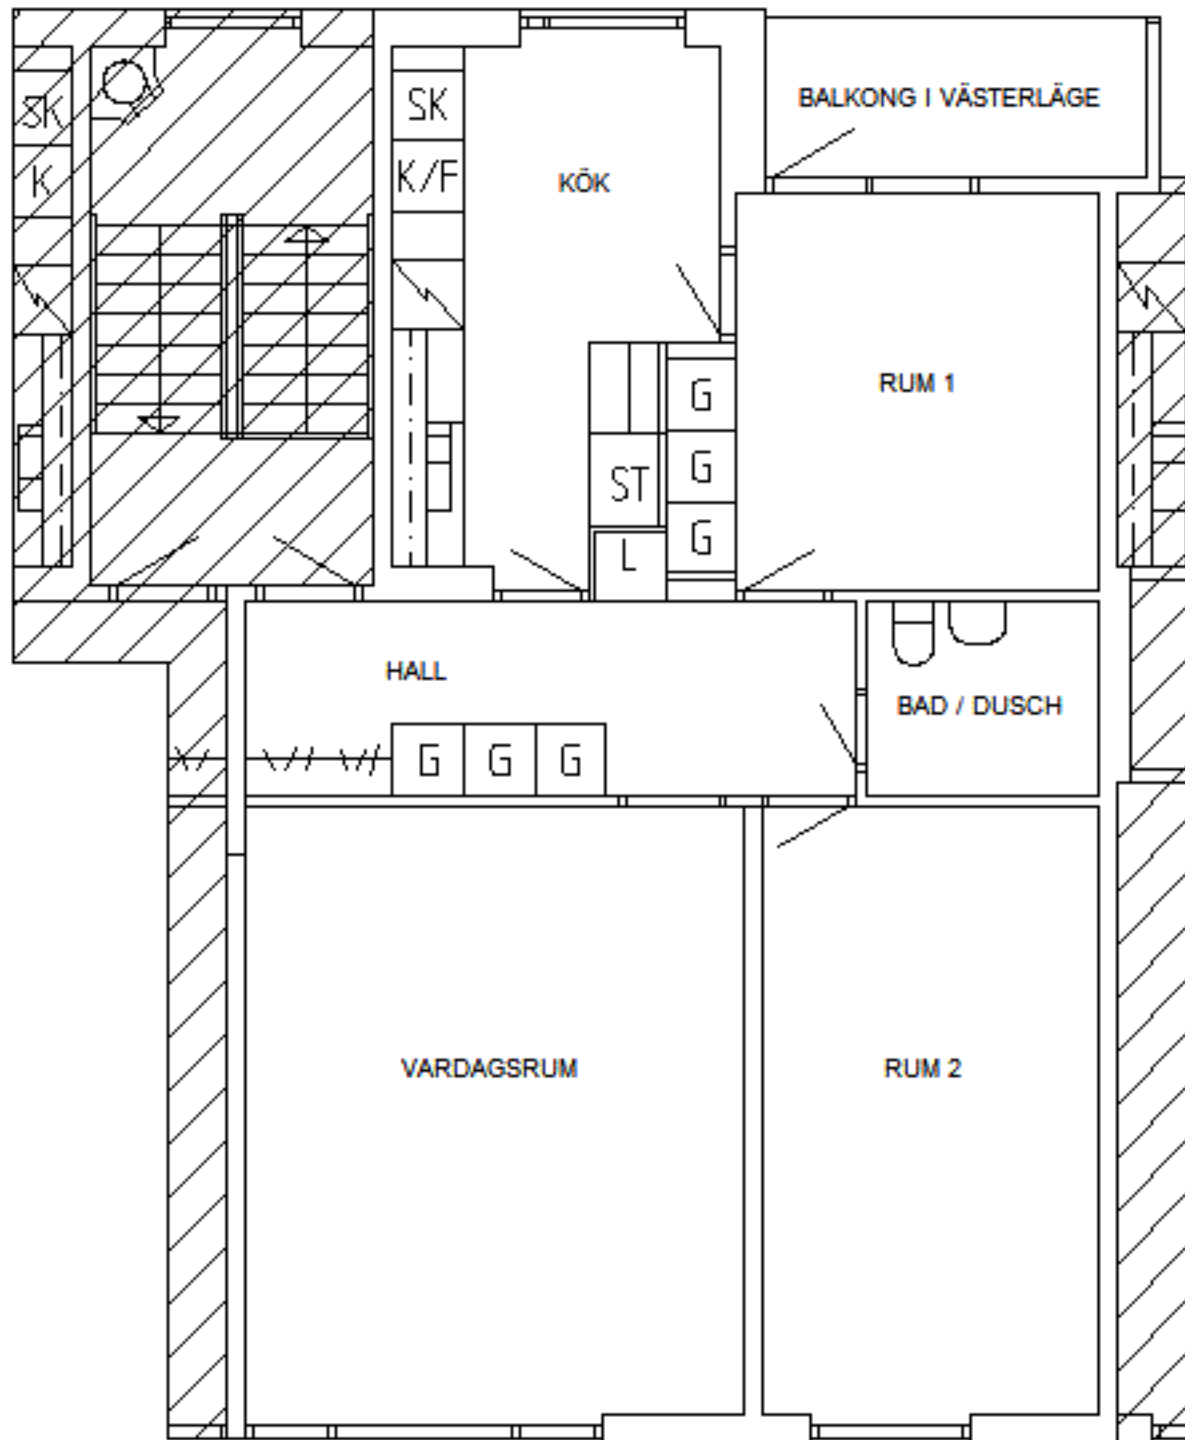 BALKONG I VÄSTERLÄGE
SK
SK
K
K/F
KÖK
RUM 1
G
G
ST
G
L
HALL
BAD / DUSCH
G
G
G
VARDAGSRUM
RUM 2